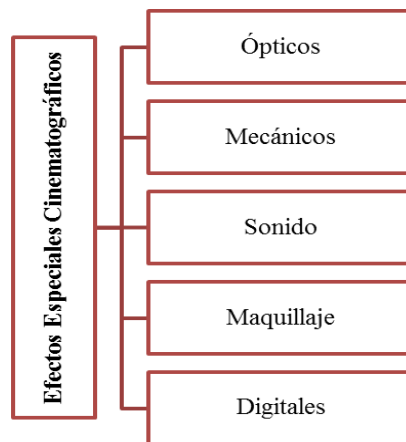 Efectos Especiales Cinematográficos
Ópticos
Mecánicos
Sonido
Maquillaje
Digitales